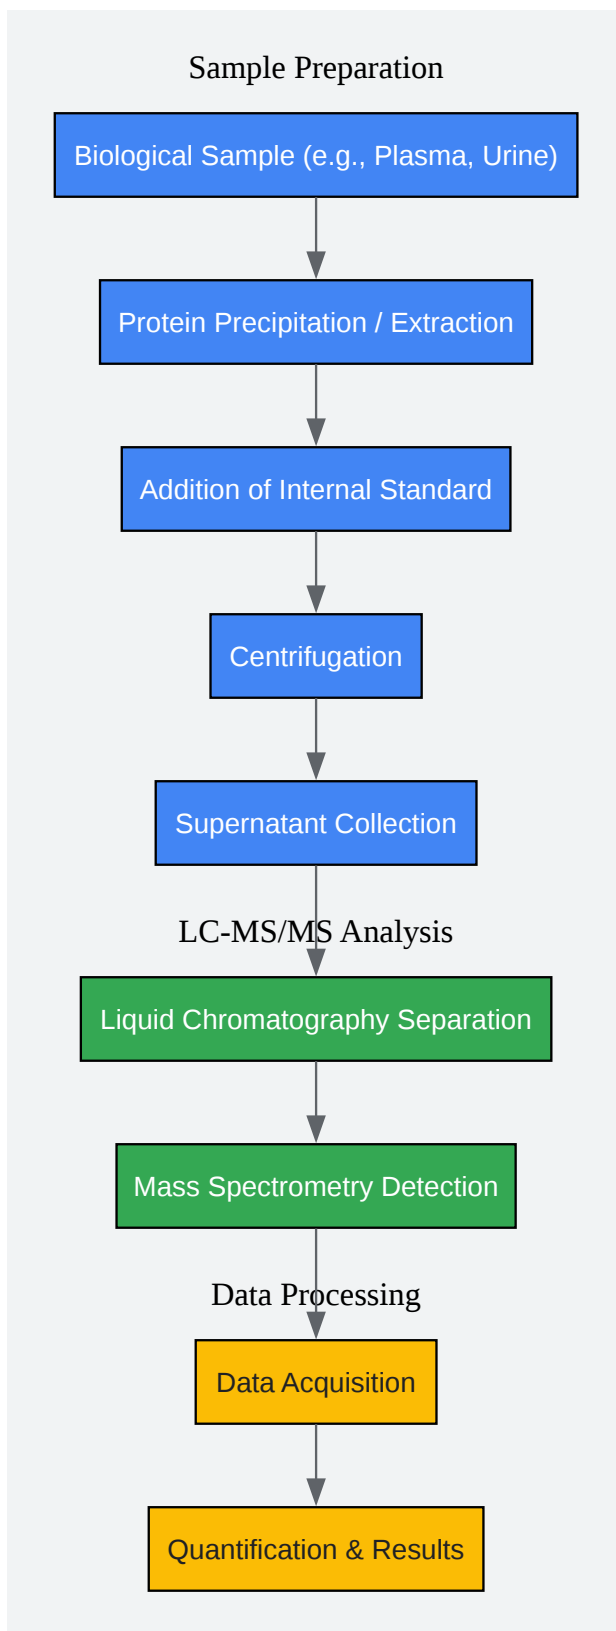 Sample Preparation
Biological Sample (e.g., Plasma, Urine)
Protein Precipitation / Extraction
Addition of Internal Standard
Centrifugation
Supernatant Collection
LC-MS/MS Analysis
Liquid Chromatography Separation
Mass Spectrometry Detection
Data Processing
Data Acquisition
Quantification & Results